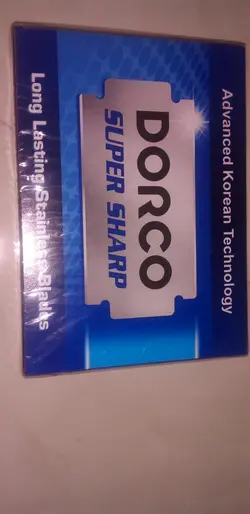 Advanced Korean Technology
DORCO
SUPER SHARP
Long Lasting Stainless Blades